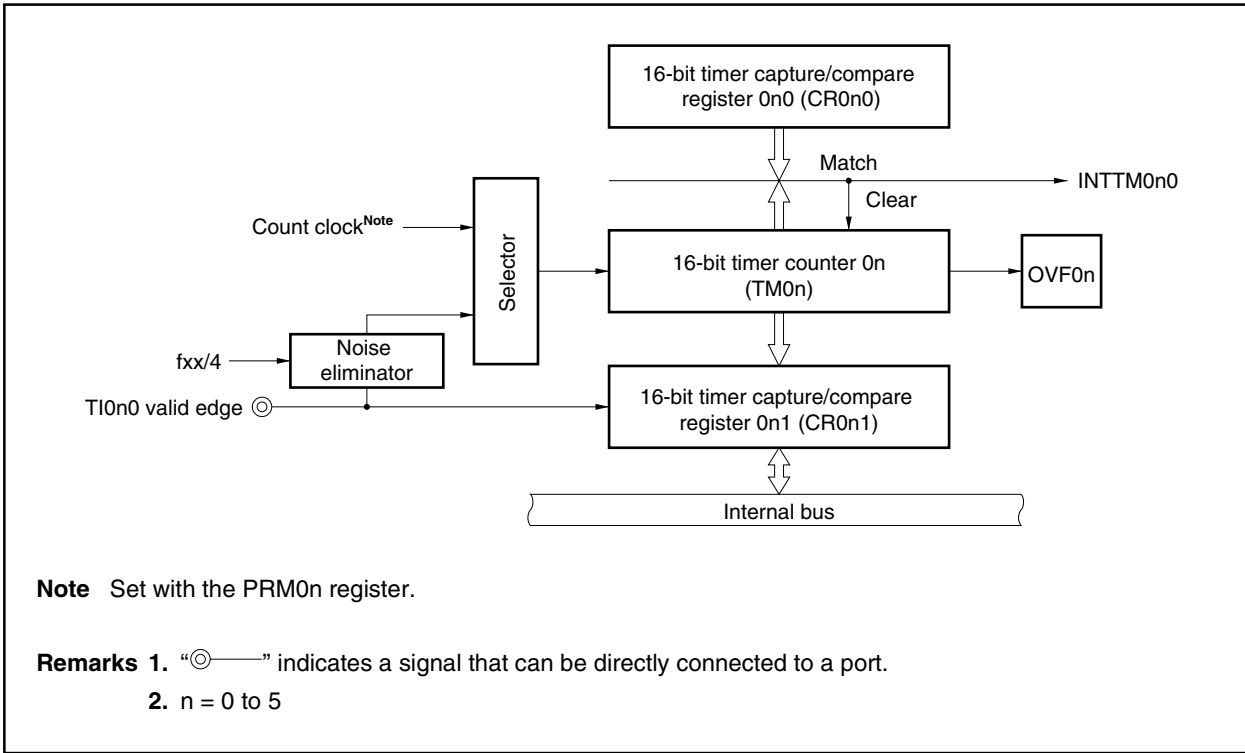 16-bit timer capture/compare
register 0n0 (CR0n0)
Match
INTTM0n0
Clear
Count clockNote
Selector
16-bit timer counter 0n
(TM0n)
OVF0n
fxx/4
Noise
eliminator
TI0n0 valid edge
16-bit timer capture/compare
register 0n1 (CR0n1)
Internal bus
Note Set with the PRM0n register.
Remarks 1. “◎——” indicates a signal that can be directly connected to a port.
2. n = 0 to 5